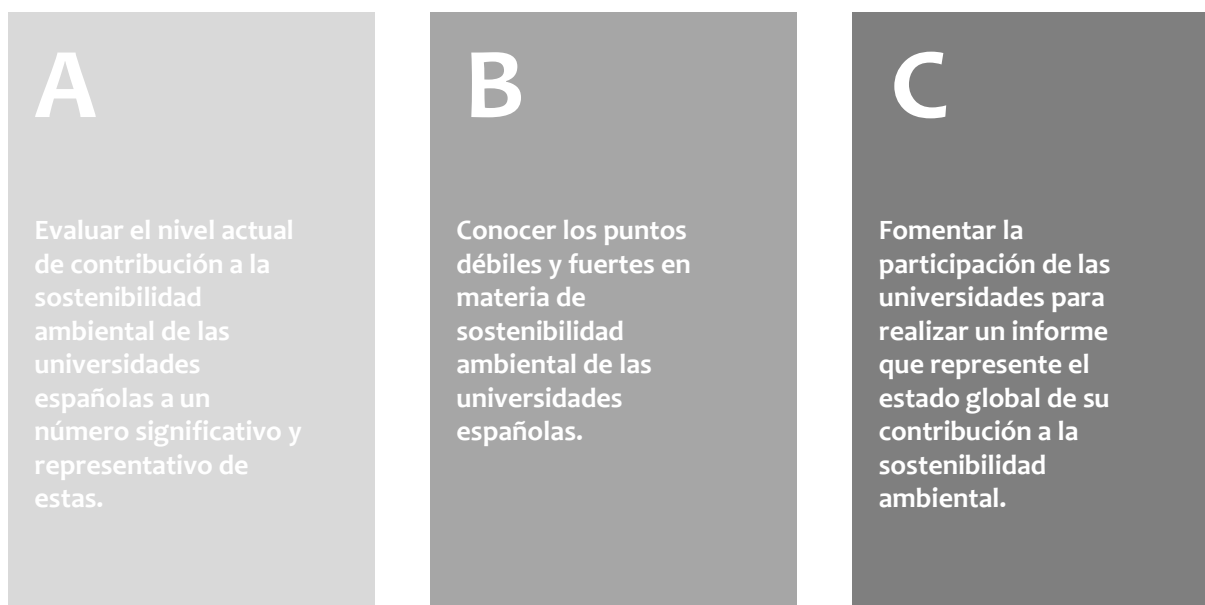 A
Evaluar el nivel actual
de contribución a la
sostenibilidad
ambiental de las
universidades
españolas a un
número significativo y
representativo de
estas.
B
Conocer los puntos
débiles y fuertes en
materia de
sostenibilidad
ambiental de las
universidades
españolas.
C
Fomentar la
participación de las
universidades para
realizar un informe
que represente el
estado global de su
contribución a la
sostenibilidad
ambiental.